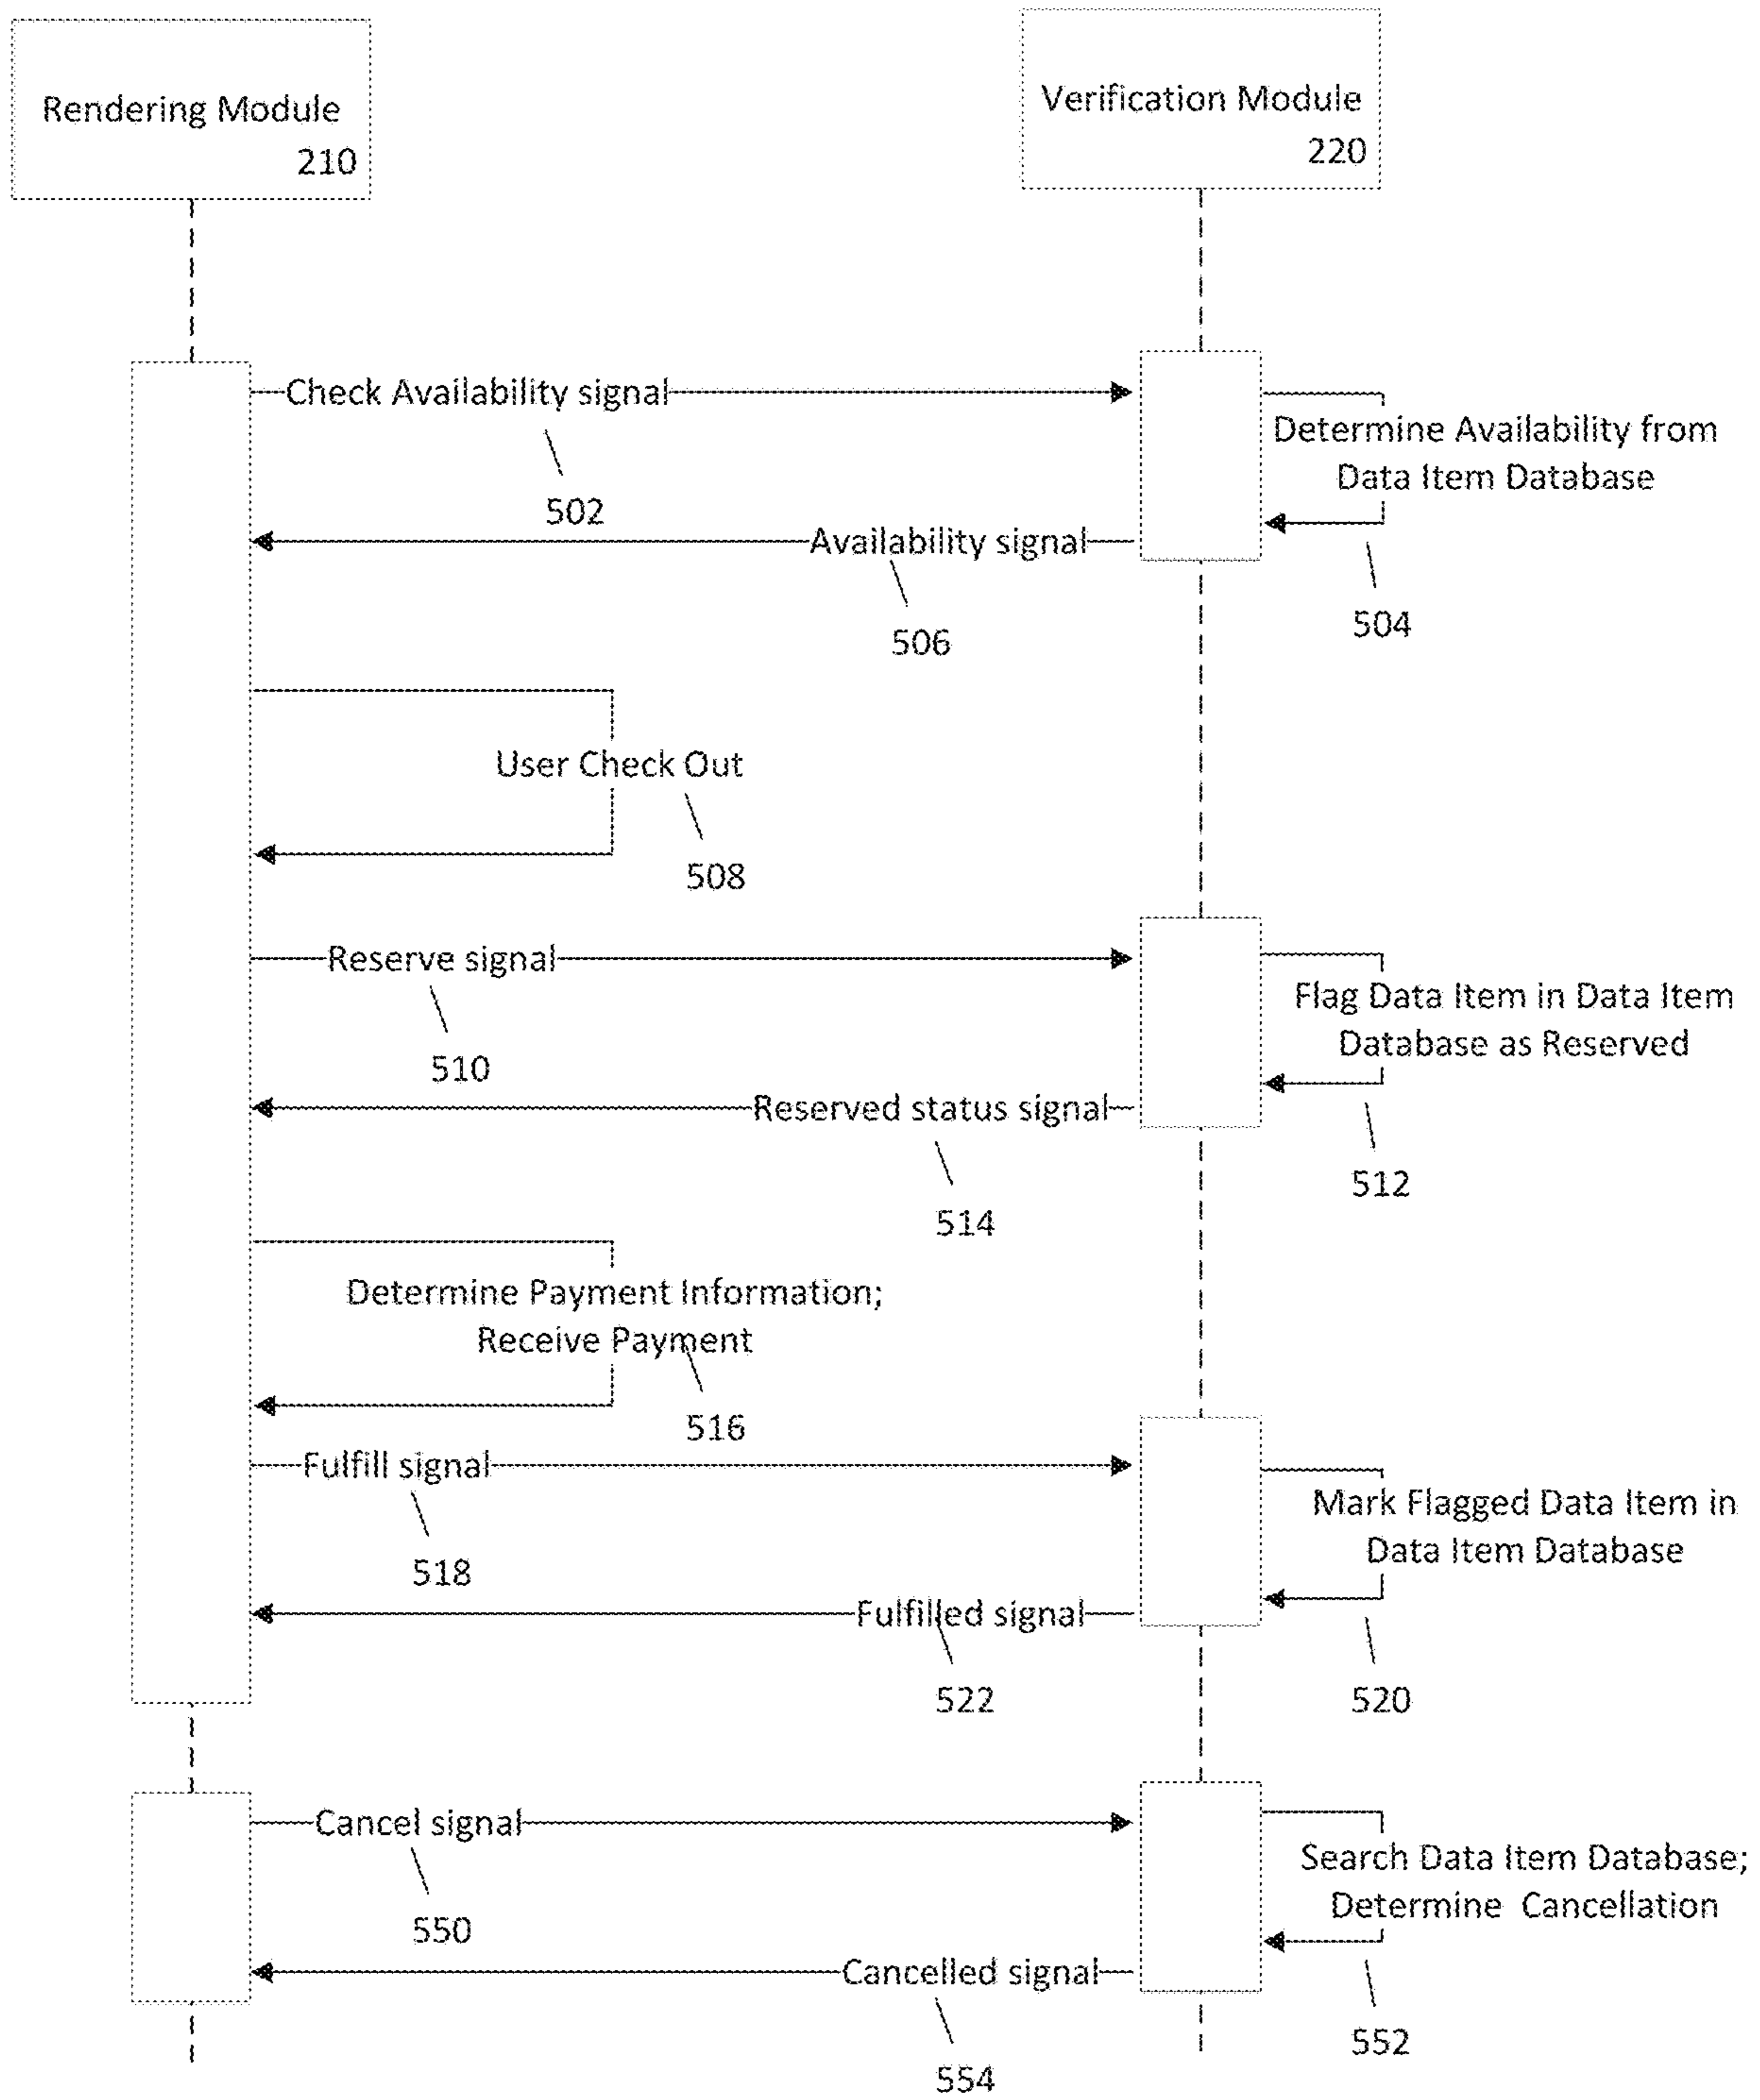 Rendering Module
210
Verification Module
220
Check Availability signal
502
Determine Availability from
Data Item Database
504
Availability signal
506
User Check Out
508
Reserve signal
510
Flag Data Item in Data Item
Database as Reserved
512
Reserved status signal
514
Determine Payment Information;
Receive Payment
516
Fulfill signal
518
Mark Flagged Data Item in
Data Item Database
520
Fulfilled signal
522
Cancel signal
550
Search Data Item Database;
Determine Cancellation
552
Cancelled signal
554